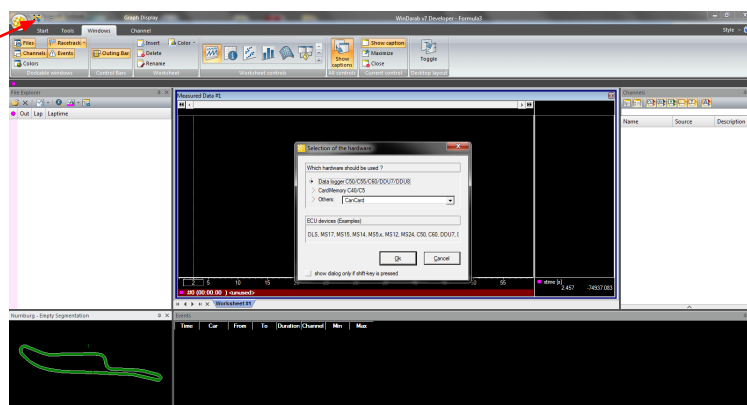 Graph Display
WinDarab v7 Developer - Formula3
Start Tools Windows Channel
Style
Files Racetrack Insert Color
Channels Events Outing Bar Delete
Colors Rename
Show captions
Show caption
Maximize
Close
Toggle
Dockable windows Control Bars Worksheet Worksheet controls All controls Current control Desktop layout
File Explorer
Out Lap Laptime
Measured Data #1
Channels
Name Source Description
Selection of the hardware
Which hardware should be used ?
Data logger C50/C55/C60/DDU7/DDU8
CardMemory C40/C5
Others: CanCard
ECU devices (Examples)
DLS, MS17, MS15, MS14, MS5.x, MS12, MS24, C50, C60, DDU7, (
Ok Cancel
show dialog only if shift-key is pressed
2 5 10 15 50 55
xtime [s]
2.457 -74937.083
#0 (00:00.00 ) <unused>
Worksheet #1
Nurnburg - Empty Segmentation
Events
Time Car From To Duration Channel Min Max
1